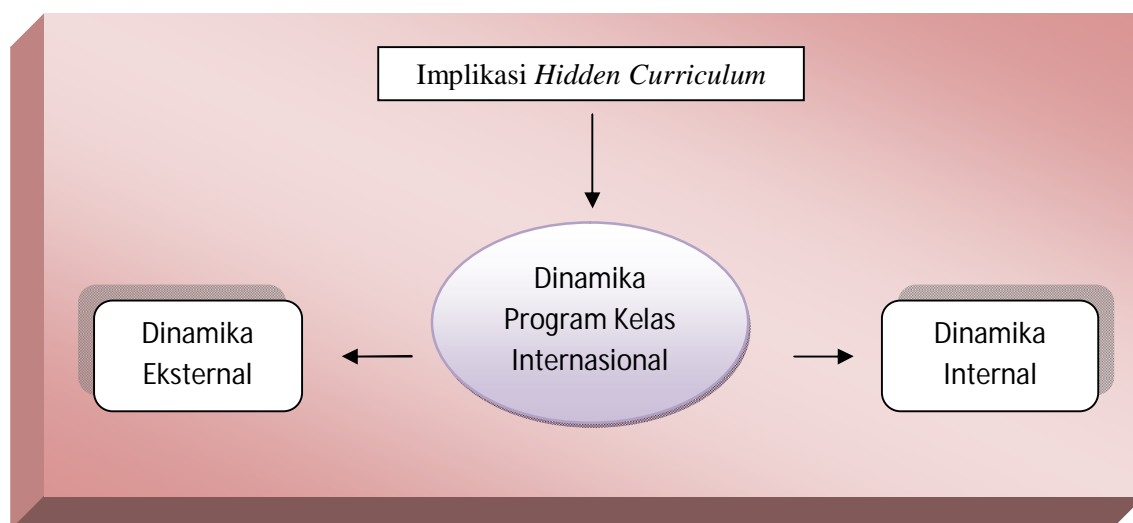 Implikasi Hidden Curriculum
Dinamika
Program Kelas
Internasional
Dinamika
Eksternal
Dinamika
Internal